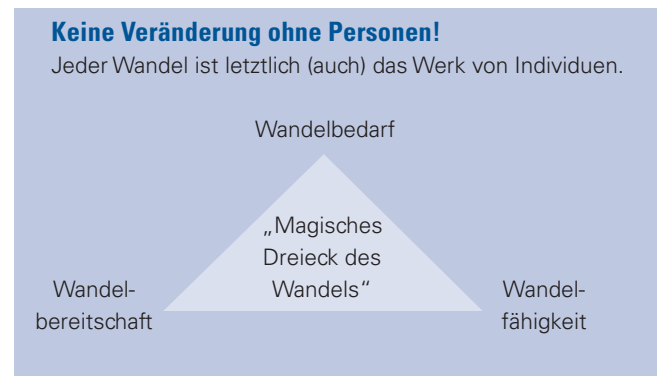 Keine Veränderung ohne Personen!
Jeder Wandel ist letztlich (auch) das Werk von Individuen.
Wandelbedarf
„Magisches
Dreieck des
Wandels“
Wandel-
bereitschaft
Wandel-
fähigkeit